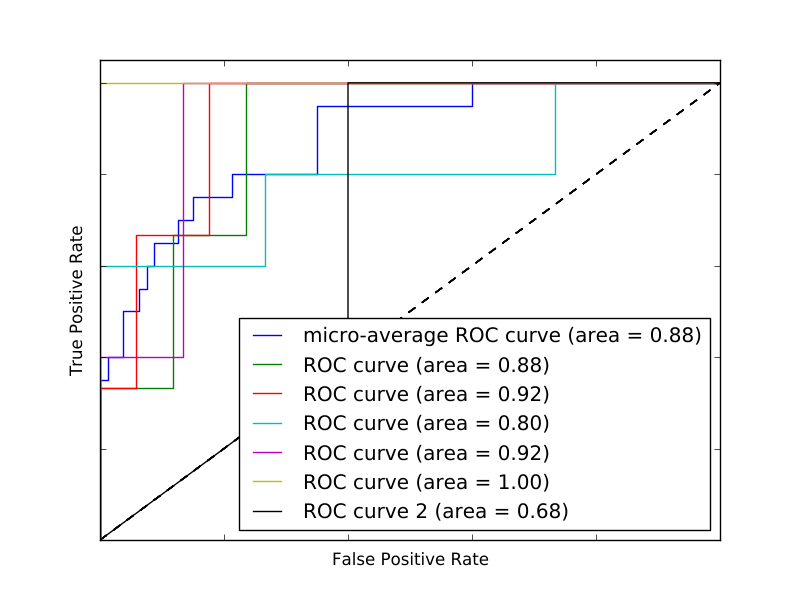 True Positive Rate
micro-average ROC curve (area = 0.88)
ROC curve (area = 0.88)
ROC curve (area = 0.92)
ROC curve (area = 0.80)
ROC curve (area = 0.92)
ROC curve (area = 1.00)
ROC curve 2 (area = 0.68)
False Positive Rate